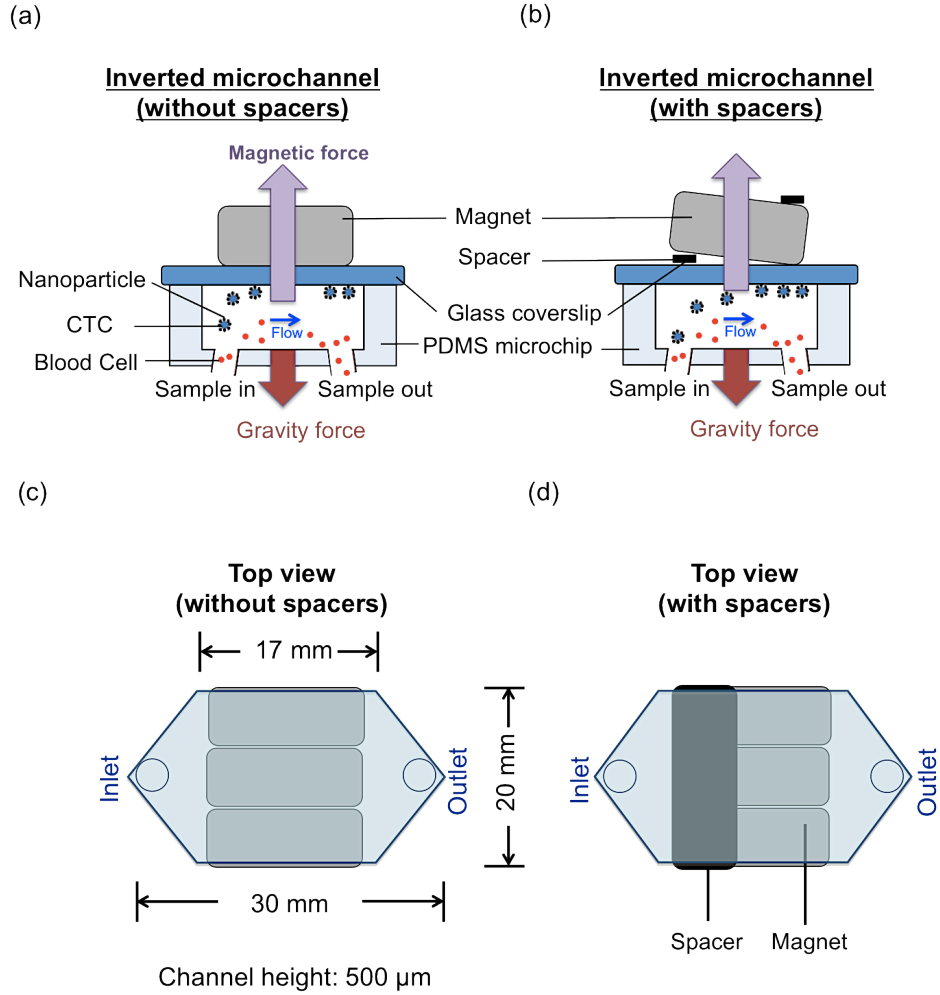 (a)
(b)
Inverted microchannel
(without spacers)
Inverted microchannel
(with spacers)
Magnetic force
Magnet
Spacer
Nanoparticle
CTC
Blood Cell
Flow
Glass coverslip
PDMS microchip
Flow
Sample in
Sample out
Sample in
Sample out
Gravity force
Gravity force
(c)
(d)
Top view
(without spacers)
Top view
(with spacers)
17 mm
Inlet
Outlet
20 mm
Inlet
Outlet
30 mm
Spacer
Magnet
Channel height: 500 µm